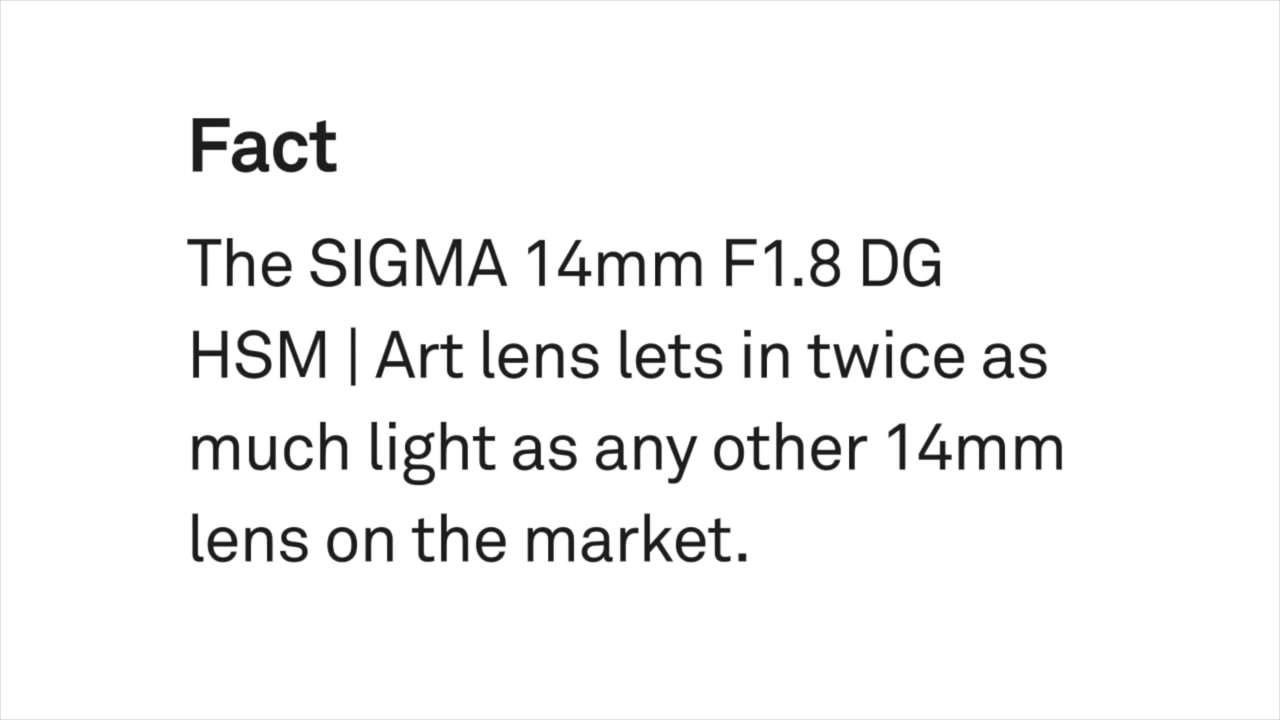 Fact
The SIGMA 14mm F1.8 DG
HSM | Art lens lets in twice as
much light as any other 14mm
lens on the market.